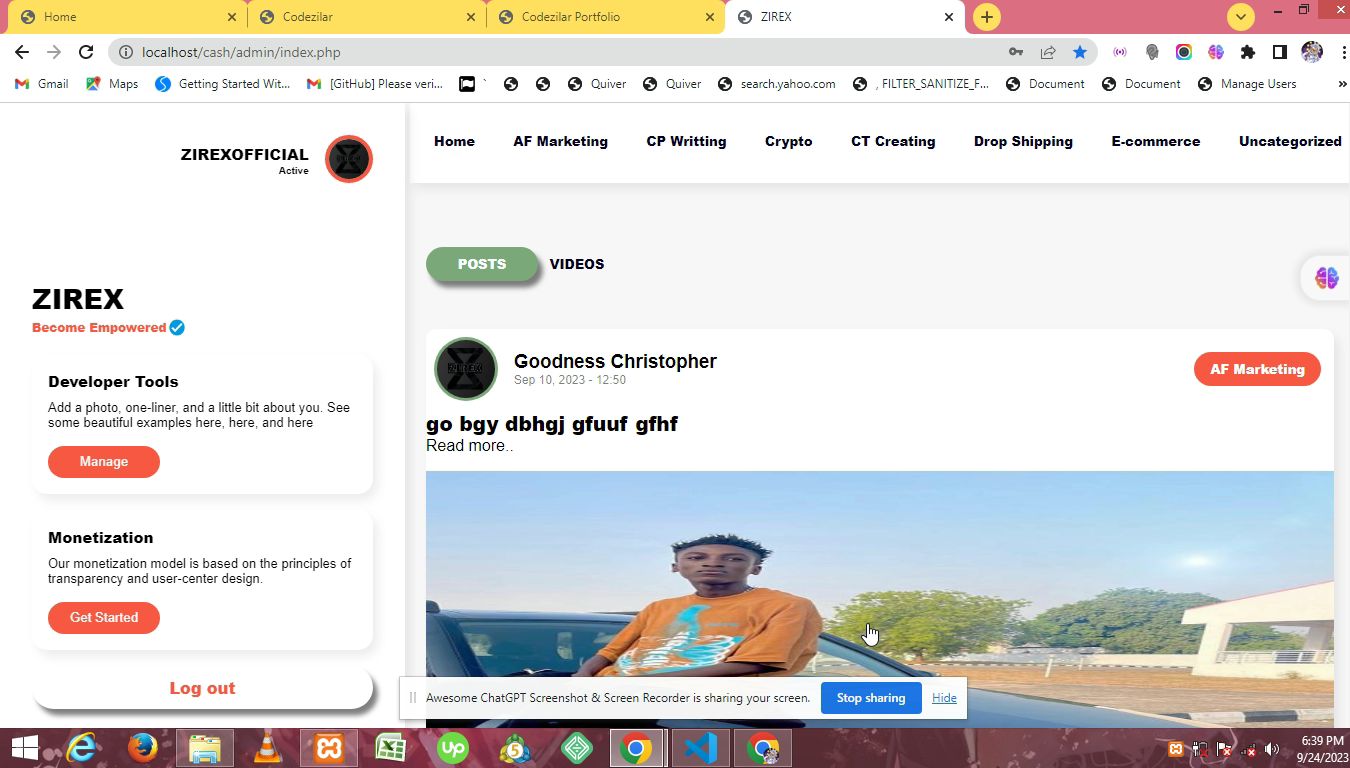 Home
Codezilar
Codezilar Portfolio
ZIREX
localhost/cash/admin/index.php
Gmail
Maps
Getting Started Wit...
[GitHub] Please veri...
`
Quiver
Quiver
search.yahoo.com
, FILTER_SANITIZE_F...
Document
Document
Manage Users
»
ZIREXOFFICIAL
Active
Home
AF Marketing
CP Writting
Crypto
CT Creating
Drop Shipping
E-commerce
Uncategorized
POSTS
VIDEOS
ZIREX
Become Empowered
Developer Tools
Add a photo, one-liner, and a little bit about you. See
some beautiful examples here, here, and here
Manage
Monetization
Our monetization model is based on the principles of
transparency and user-center design.
Get Started
Log out
Goodness Christopher
Sep 10, 2023 - 12:50
AF Marketing
go bgy dbhgj gfuuf gfhf
Read more..
Awesome ChatGPT Screenshot & Screen Recorder is sharing your screen.
Stop sharing
Hide
Up
5
6:39 PM
9/24/2023